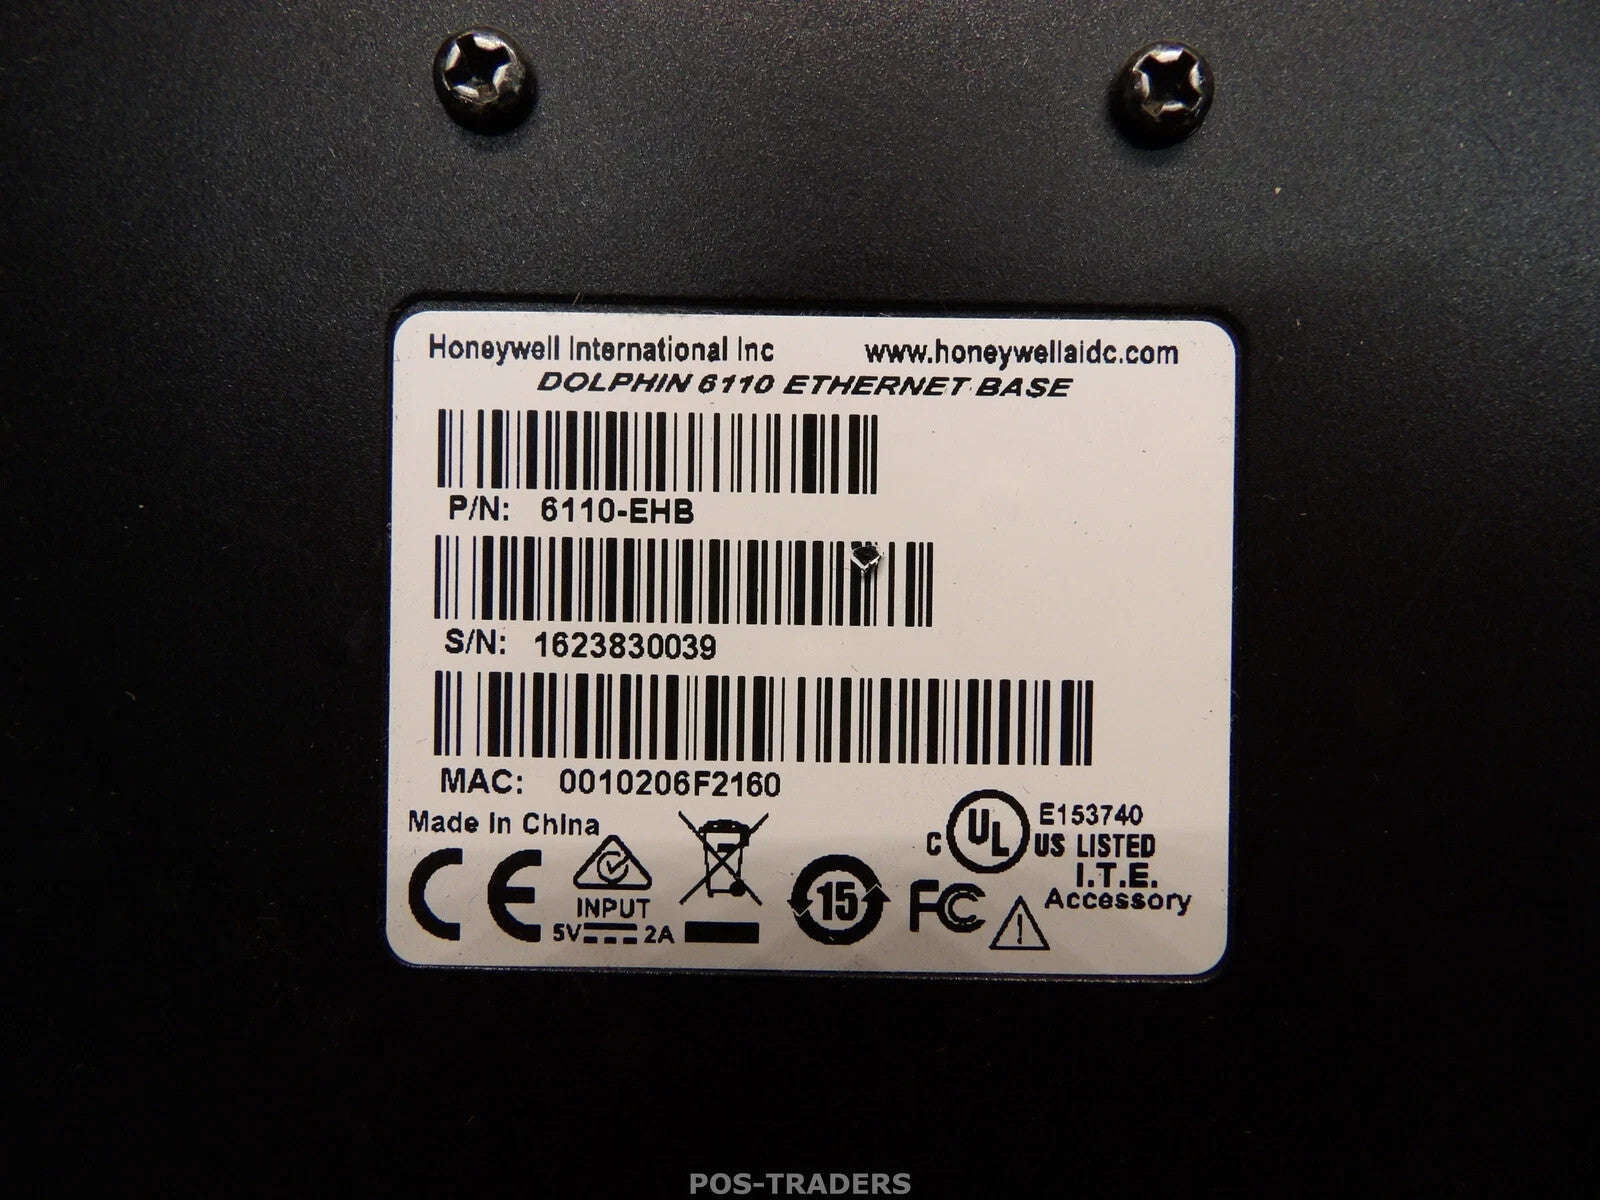 Honeywell International Inc www.honeywellaidc.com
DOLPHIN 6110 ETHERNET BASE
P/N: 6110-EHB
S/N: 1623830039
MAC: 0010206F2160
Made In China
CE
INPUT
5V 2A
15
FC
C UL US LISTED
E153740
I.T.E.
Accessory
POS-TRADERS